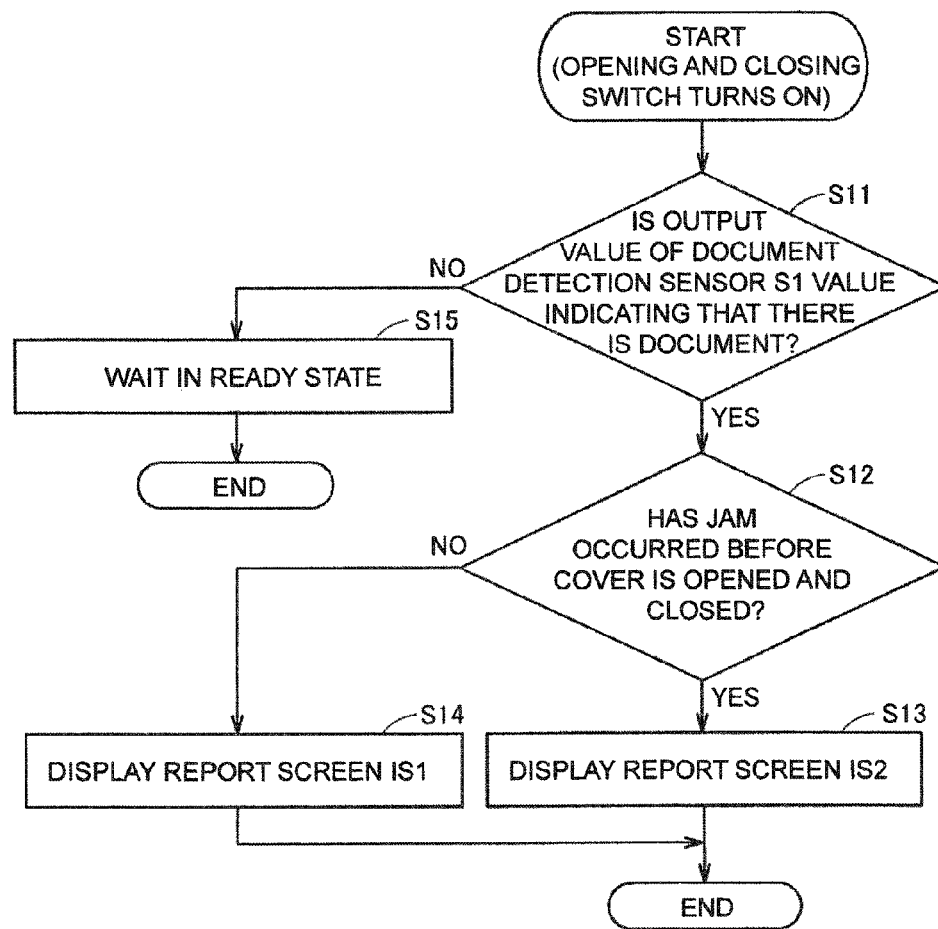 START
(OPENING AND CLOSING
SWITCH TURNS ON)
S11
IS OUTPUT
VALUE OF DOCUMENT
DETECTION SENSOR S1 VALUE
INDICATING THAT THERE
IS DOCUMENT?
NO
S15
WAIT IN READY STATE
END
YES
S12
HAS JAM
OCCURRED BEFORE
COVER IS OPENED AND
CLOSED?
NO
YES
S14
DISPLAY REPORT SCREEN IS1
S13
DISPLAY REPORT SCREEN IS2
END